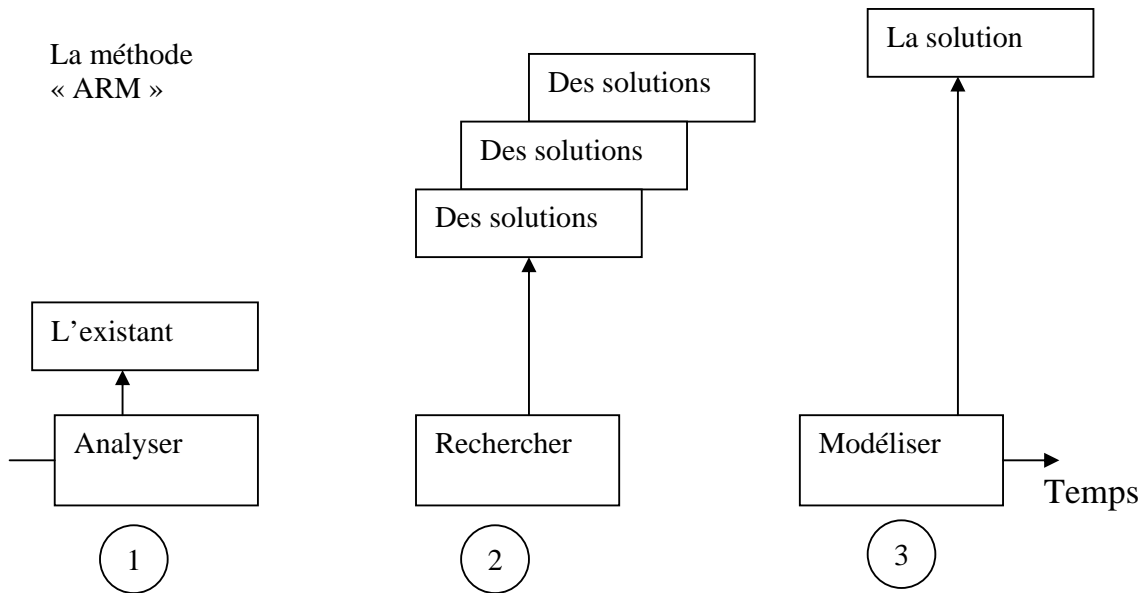 La méthode
« ARM »
La solution
Des solutions
Des solutions
Des solutions
L’existant
Analyser
Rechercher
Modéliser
Temps
1
2
3